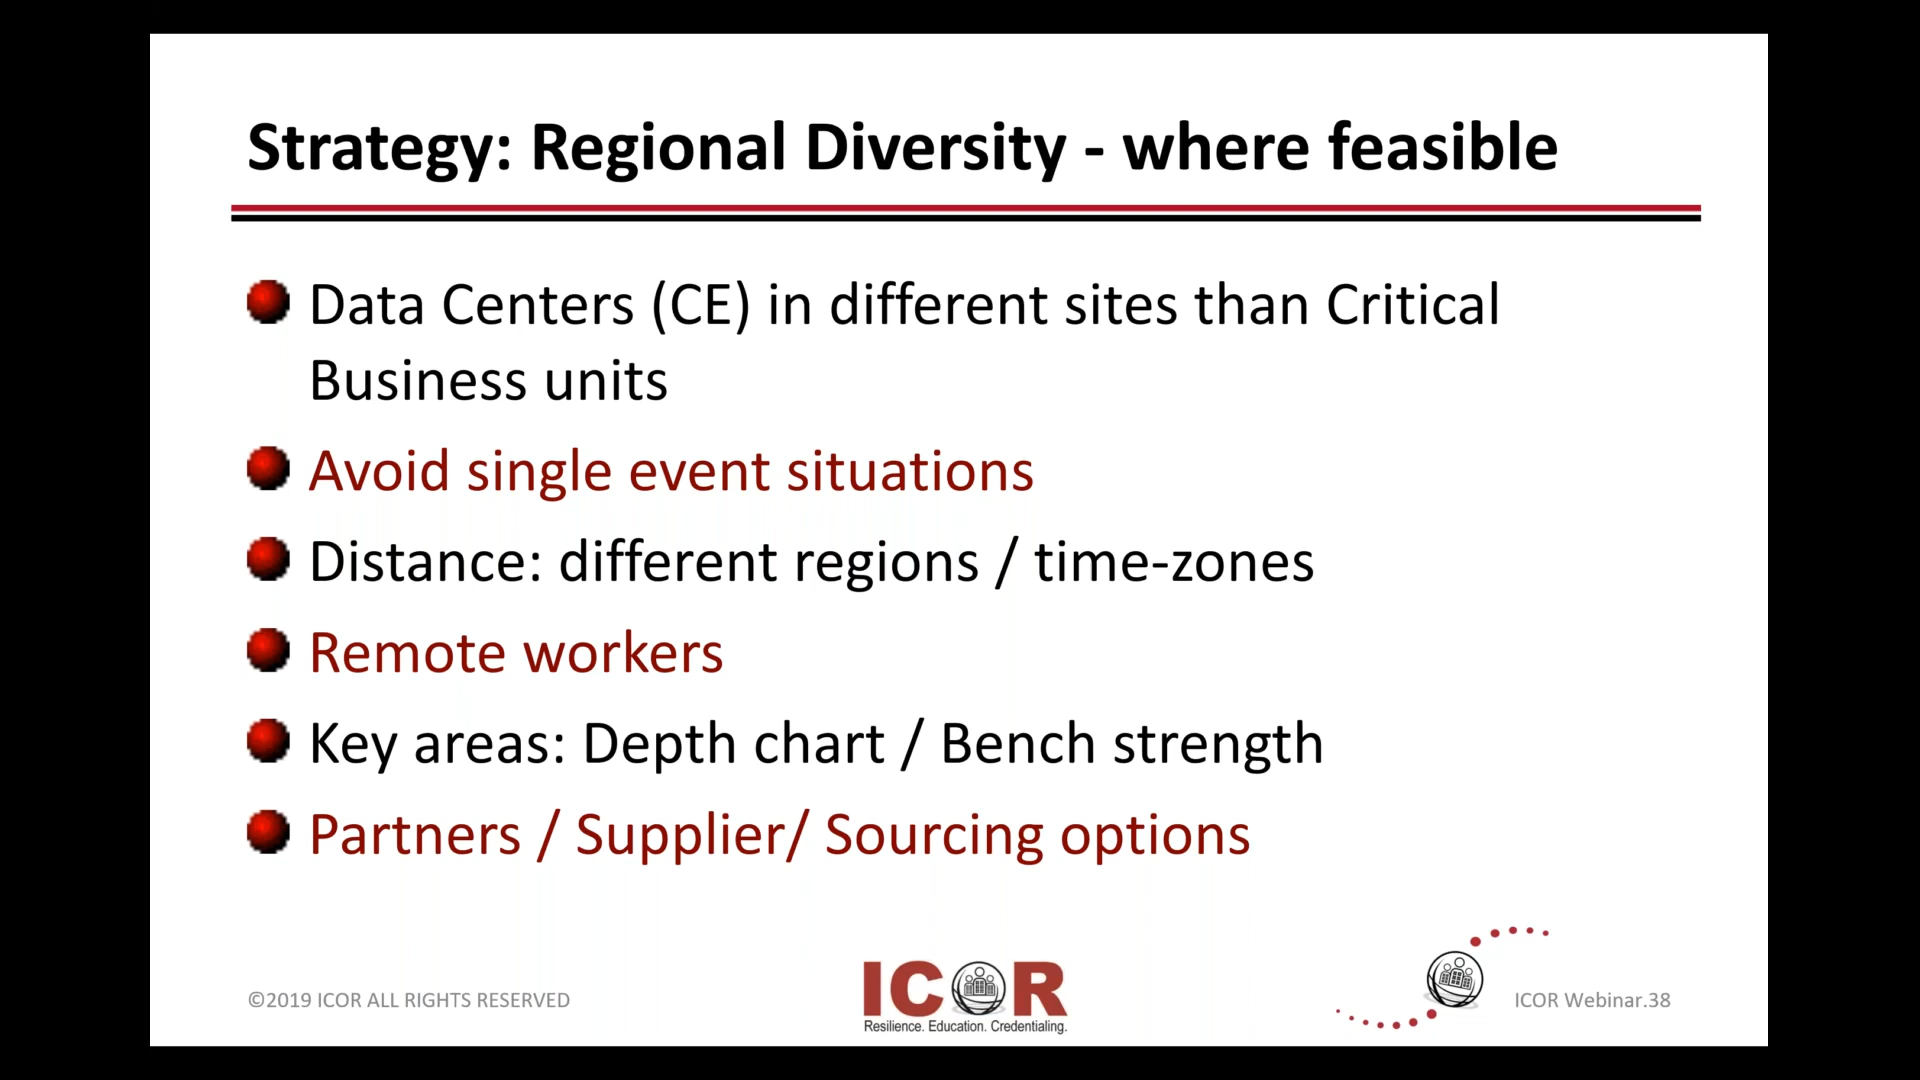 Strategy: Regional Diversity - where feasible
Data Centers (CE) in different sites than Critical
Business units
Avoid single event situations
Distance: different regions / time-zones
Remote workers
Key areas: Depth chart / Bench strength
Partners / Supplier/ Sourcing options
©2019 ICOR ALL RIGHTS RESERVED
ICOR
Resilience. Education. Credentialing.
ICOR Webinar.38